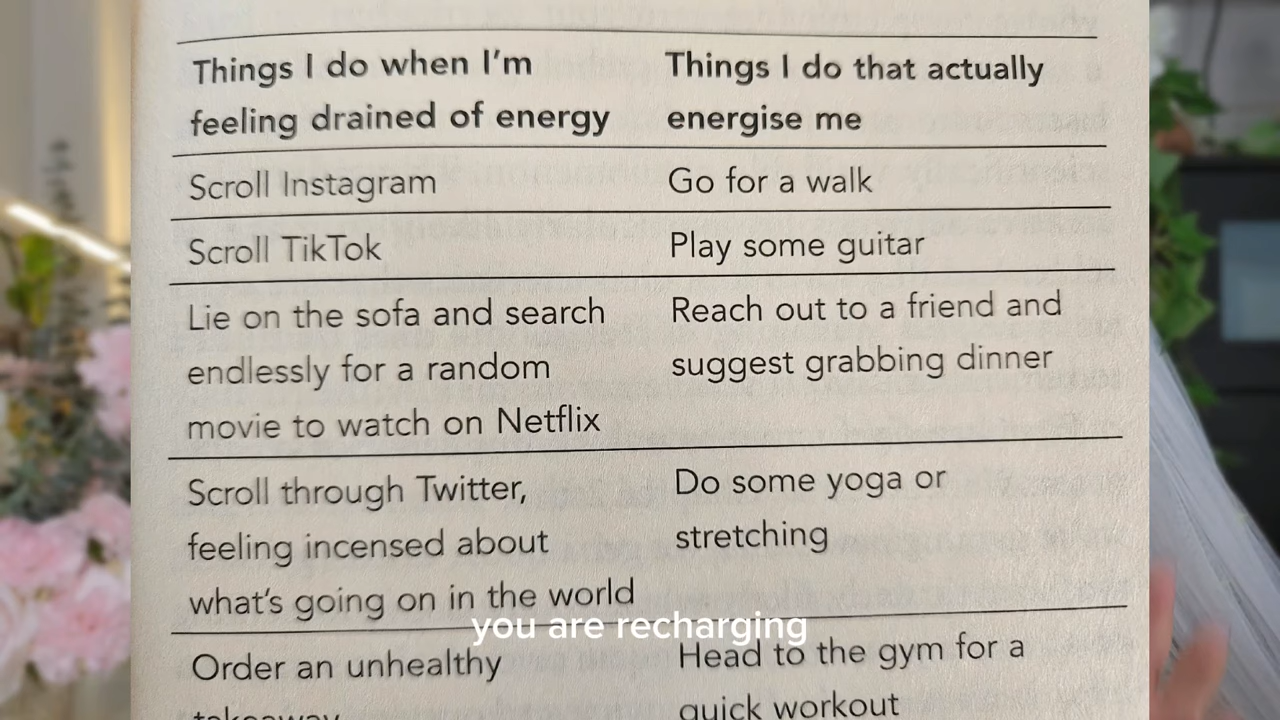 Things I do when I'm
feeling drained of energy
Things I do that actually
energise me
Scroll Instagram
Go for a walk
Scroll TikTok
Play some guitar
Lie on the sofa and search
endlessly for a random
movie to watch on Netflix
Reach out to a friend and
suggest grabbing dinner
Scroll through Twitter,
feeling incensed about
what's going on in the world
Do some yoga or
stretching
you are recharging
Order an unhealthy
takeaway
Head to the gym for a
quick workout